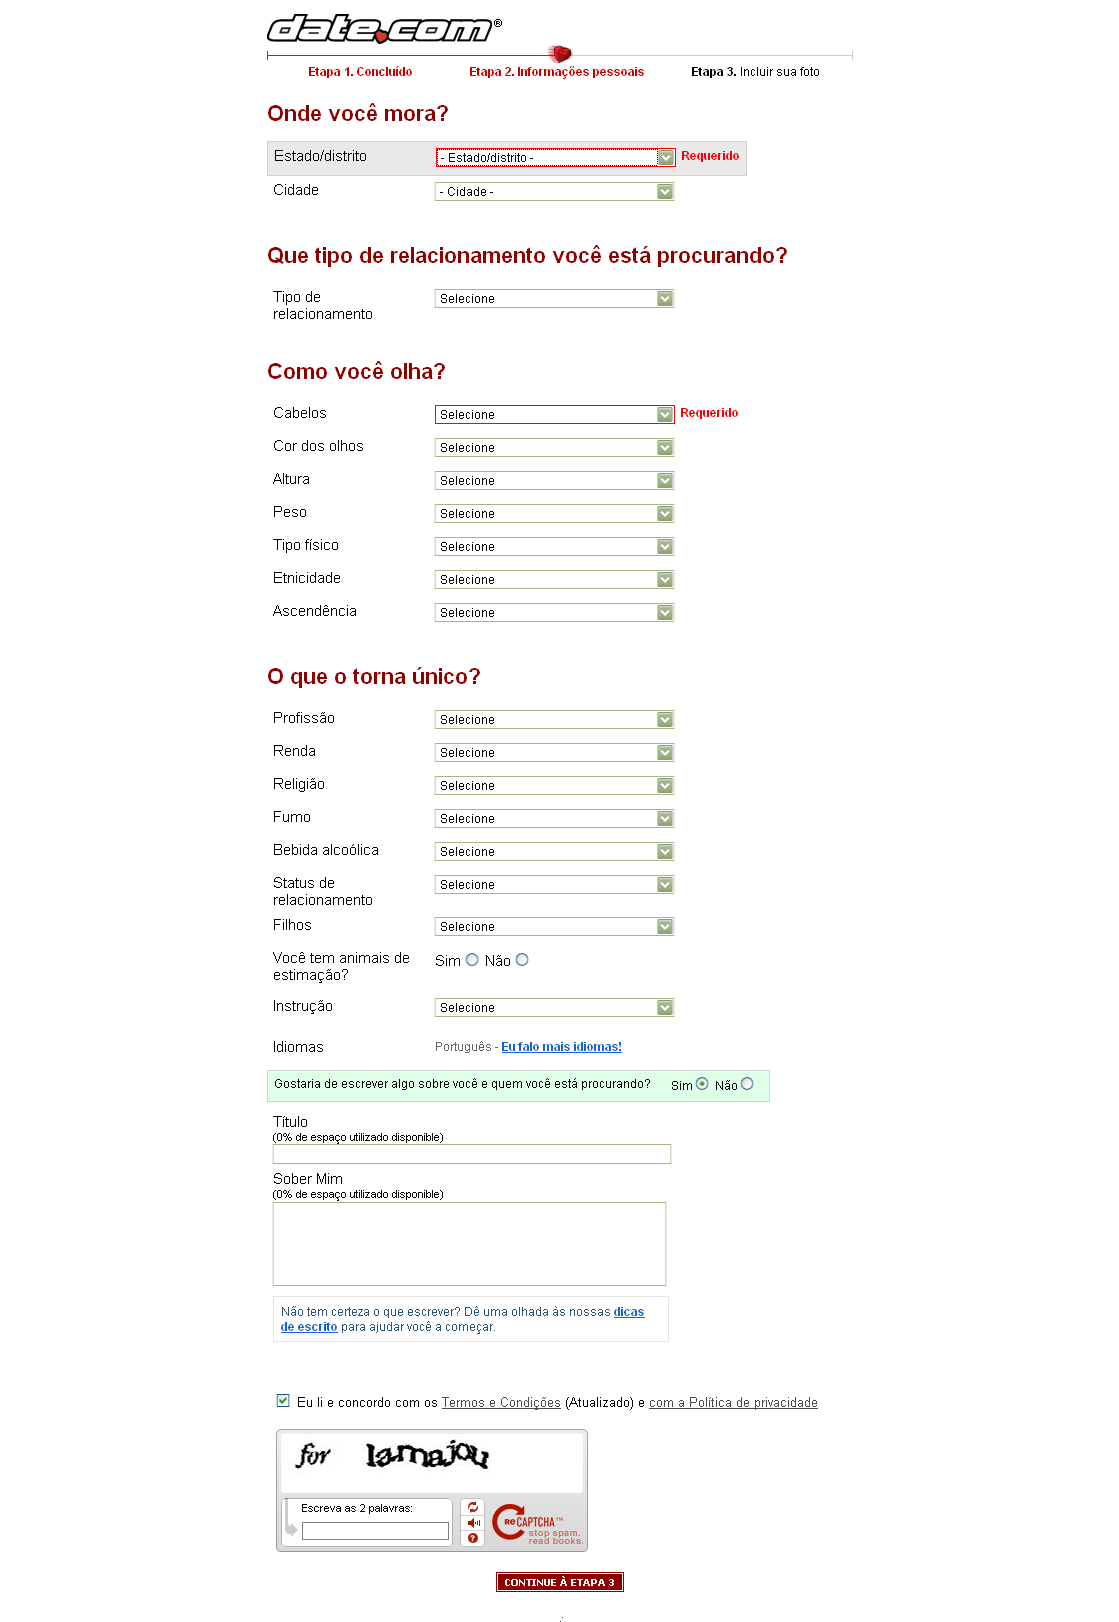 date.com®
Etapa 1. Concluído
Etapa 2. Informações pessoais
Etapa 3. Incluir sua foto
Onde você mora?
Estado/distrito
- Estado/distrito -
Requerido
Cidade
- Cidade -
Que tipo de relacionamento você está procurando?
Tipo de
relacionamento
Selecione
Como você olha?
Cabelos
Selecione
Requerido
Cor dos olhos
Selecione
Altura
Selecione
Peso
Selecione
Tipo físico
Selecione
Etnicidade
Selecione
Ascendência
Selecione
O que o torna único?
Profissão
Selecione
Renda
Selecione
Religião
Selecione
Fumo
Selecione
Bebida alcoólica
Selecione
Status de
relacionamento
Selecione
Filhos
Selecione
Você tem animais de
estimação?
Sim Não
Instrução
Selecione
Idiomas
Português - Eu falo mais idiomas!
Gostaria de escrever algo sobre você e quem você está procurando? Sim Não
Título
(0% de espaço utilizado disponível)
Sober Mim
(0% de espaço utilizado disponível)
Não tem certeza o que escrever? Dê uma olhada às nossas dicas
de escrito para ajudar você a começar.
Eu li e concordo com os Termos e Condições (Atualizado) e com a Política de privacidade
for lamajou
Escreva as 2 palavras:
reCAPTCHA™
stop spam.
read books.
CONTINUE À ETAPA 3